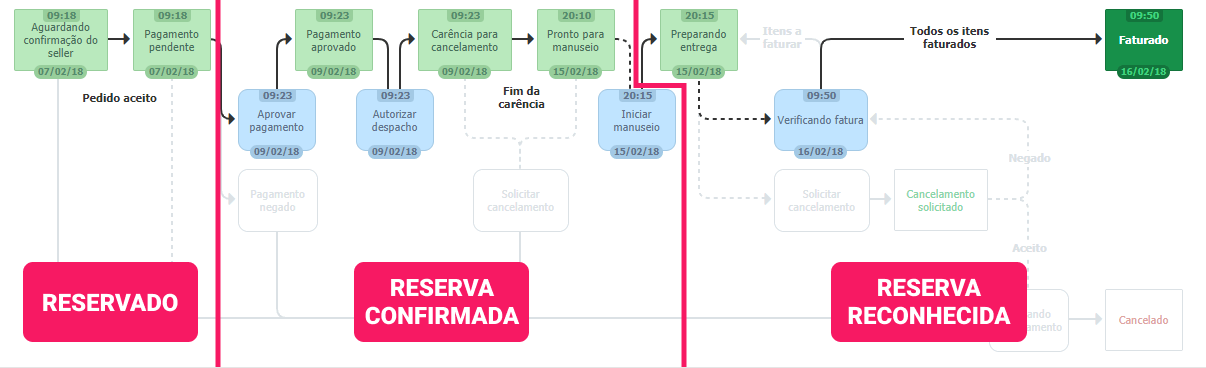 09:18
Aguardando
confirmação do
seller
07/02/18
09:18
Pagamento
pendente
07/02/18
Pedido aceito
09:23
Pagamento
aprovado
09/02/18
09:23
Carência para
cancelamento
09/02/18
20:10
Pronto para
manuseio
15/02/18
Fim da
carência
20:15
Preparando
entrega
15/02/18
Itens a
faturar
Todos os itens
faturados
09:50
Faturado
16/02/18
09:23
Aprovar
pagamento
09/02/18
09:23
Autorizar
despacho
09/02/18
20:15
Iniciar
manuseio
15/02/18
09:50
Verificando fatura
16/02/18
Negado
Pagamento
negado
Solicitar
cancelamento
Solicitar
cancelamento
Cancelamento
solicitado
Aceito
RESERVADO
RESERVA
CONFIRMADA
RESERVA
RECONHECIDA
Cancelado